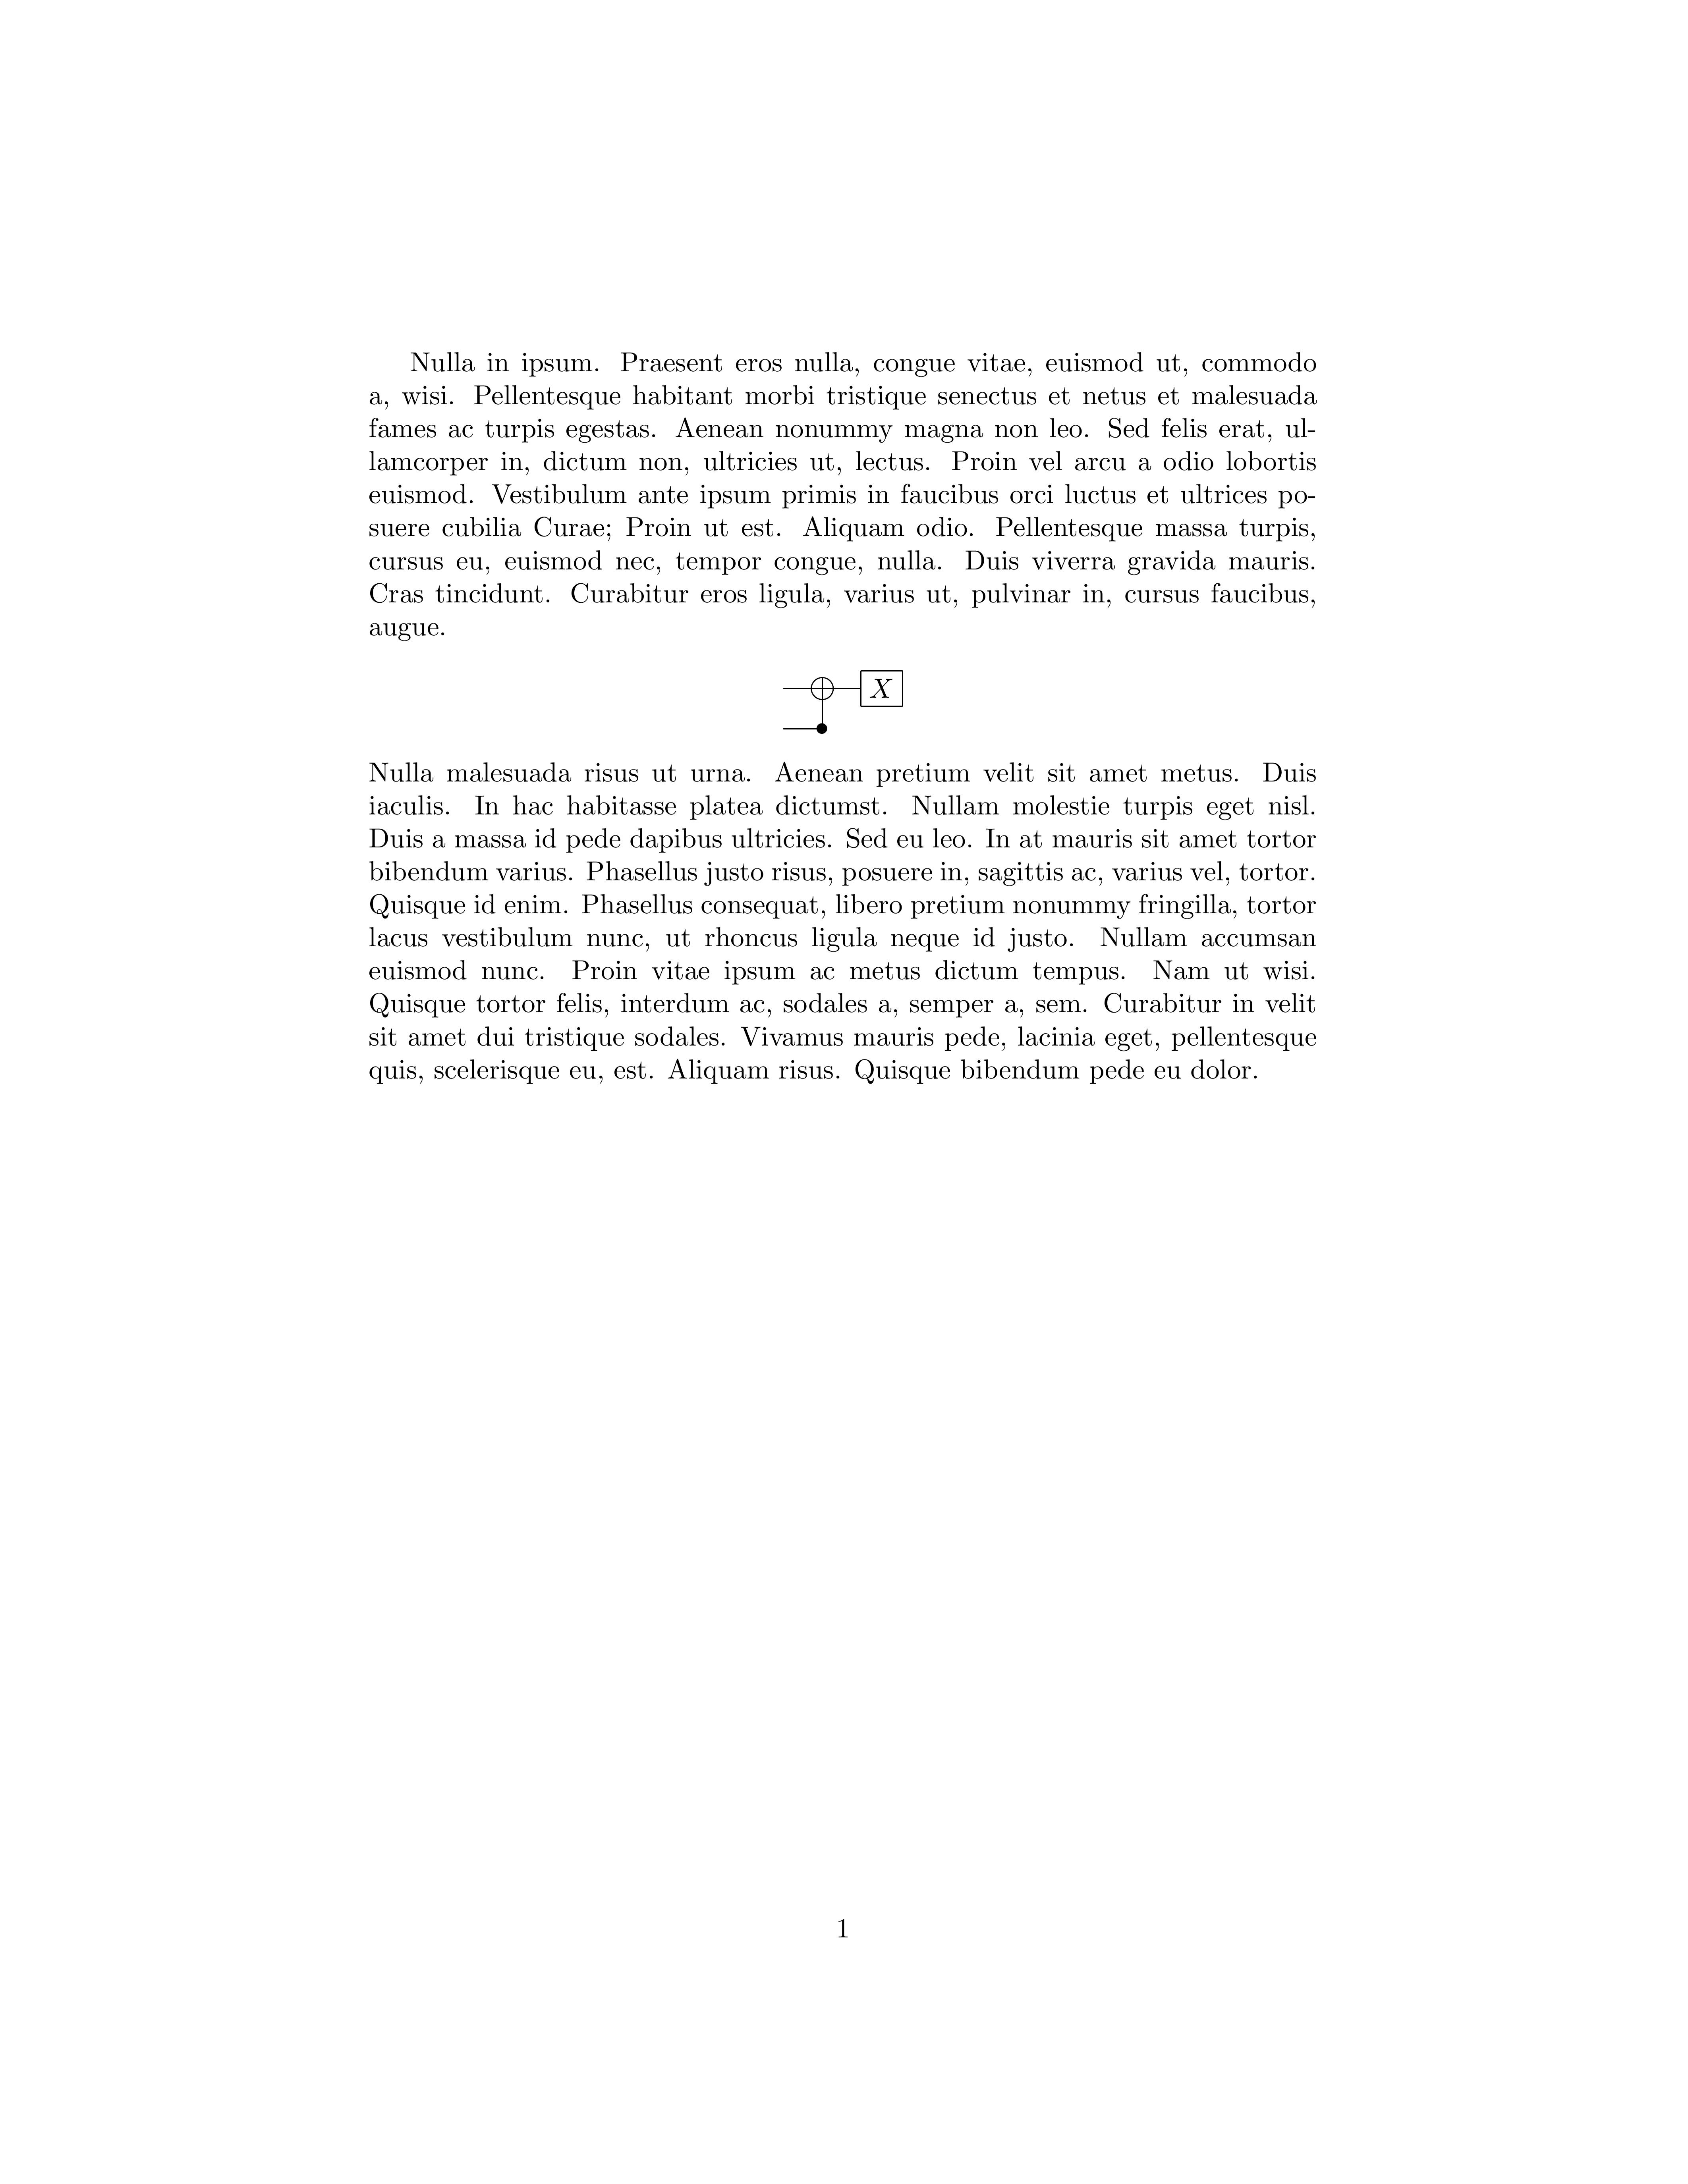 Nulla in ipsum. Praesent eros nulla, congue vitae, euismod ut, commodo
a, wisi. Pellentesque habitant morbi tristique senectus et netus et malesuada
fames ac turpis egestas. Aenean nonummy magna non leo. Sed felis erat, ul-
lamcorper in, dictum non, ultricies ut, lectus. Proin vel arcu a odio lobortis
euismod. Vestibulum ante ipsum primis in faucibus orci luctus et ultrices po-
suere cubilia Curae; Proin ut est. Aliquam odio. Pellentesque massa turpis,
cursus eu, euismod nec, tempor congue, nulla. Duis viverra gravida mauris.
Cras tincidunt. Curabitur eros ligula, varius ut, pulvinar in, cursus faucibus,
augue.
X
Nulla malesuada risus ut urna. Aenean pretium velit sit amet metus. Duis
iaculis. In hac habitasse platea dictumst. Nullam molestie turpis eget nisl.
Duis a massa id pede dapibus ultricies. Sed eu leo. In at mauris sit amet tortor
bibendum varius. Phasellus justo risus, posuere in, sagittis ac, varius vel, tortor.
Quisque id enim. Phasellus consequat, libero pretium nonummy fringilla, tortor
lacus vestibulum nunc, ut rhoncus ligula neque id justo. Nullam accumsan
euismod nunc. Proin vitae ipsum ac metus dictum tempus. Nam ut wisi.
Quisque tortor felis, interdum ac, sodales a, semper a, sem. Curabitur in velit
sit amet dui tristique sodales. Vivamus mauris pede, lacinia eget, pellentesque
quis, scelerisque eu, est. Aliquam risus. Quisque bibendum pede eu dolor.
1